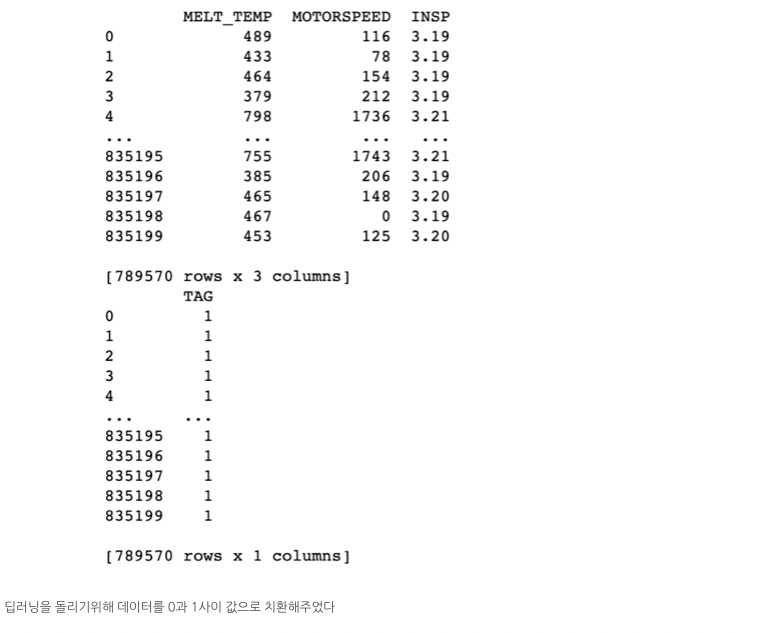 MELT_TEMP MOTORSPEED INSP
0 489 116 3.19
1 433 78 3.19
2 464 154 3.19
3 379 212 3.19
4 798 1736 3.21
... ... ... ...
835195 755 1743 3.21
835196 385 206 3.19
835197 465 148 3.20
835198 467 0 3.19
835199 453 125 3.20
[789570 rows x 3 columns]
TAG
0 1
1 1
2 1
3 1
4 1
... ...
835195 1
835196 1
835197 1
835198 1
835199 1
[789570 rows x 1 columns]
딥러닝을 돌리기위해 데이터를 0과 1사이 값으로 치환해주었다